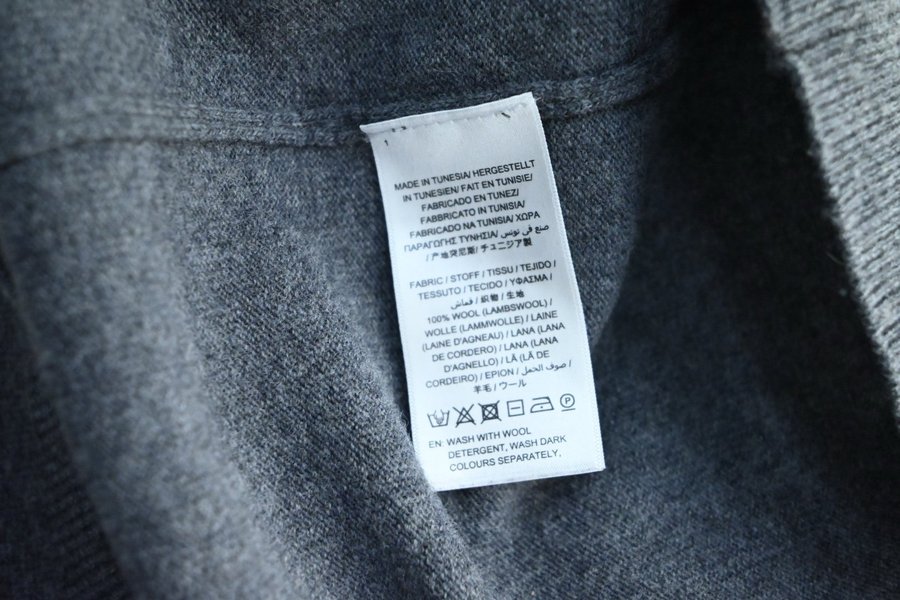 MADE IN TUNESIA/ HERGESTELLT
IN TUNESIEN/ FAIT EN TUNISIE/
FABRICADO EN TUNEZ/
FABBRICATO IN TUNISIA/
FABRICADO NA TUNISIA/ ΧΩΡΑ
ΠΑΡΑΓΩΓΗΣ ΤΥΝΗΣΙΑ/ صنع في تونس
/ 产地突尼斯/ チュニジア製
FABRIC / STOFF / TISSU / TEJIDO /
TESSUTO / TECIDO / ΥΦΑΣΜΑ /
قماش / 织物 / 生地
100% WOOL (LAMBSWOOL) /
WOLLE (LAMMWOLLE) / LAINE
(LAINE D'AGNEAU) / LANA (LANA
DE CORDERO) / LANA (LANA
D'AGNELLO) / LÃ (LÃ DE
CORDEIRO) / ΕΡΙΟΝ / صوف الحمل /
羊毛 / ウール
P
EN: WASH WITH WOOL
DETERGENT, WASH DARK
COLOURS SEPARATELY.